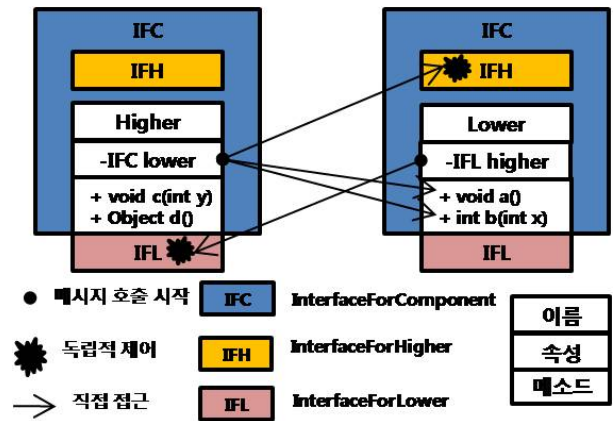 IFC
IFH
Higher
-IFC lower
+ void c(int y)
+ Object d()
IFL
IFC
IFH
Lower
-IFL higher
+ void a()
+ int b(int x)
IFL
메시지 호출 시작
독립적 제어
직접 접근
IFC InterfaceForComponent
IFH InterfaceForHigher
IFL InterfaceForLower
이름
속성
메소드